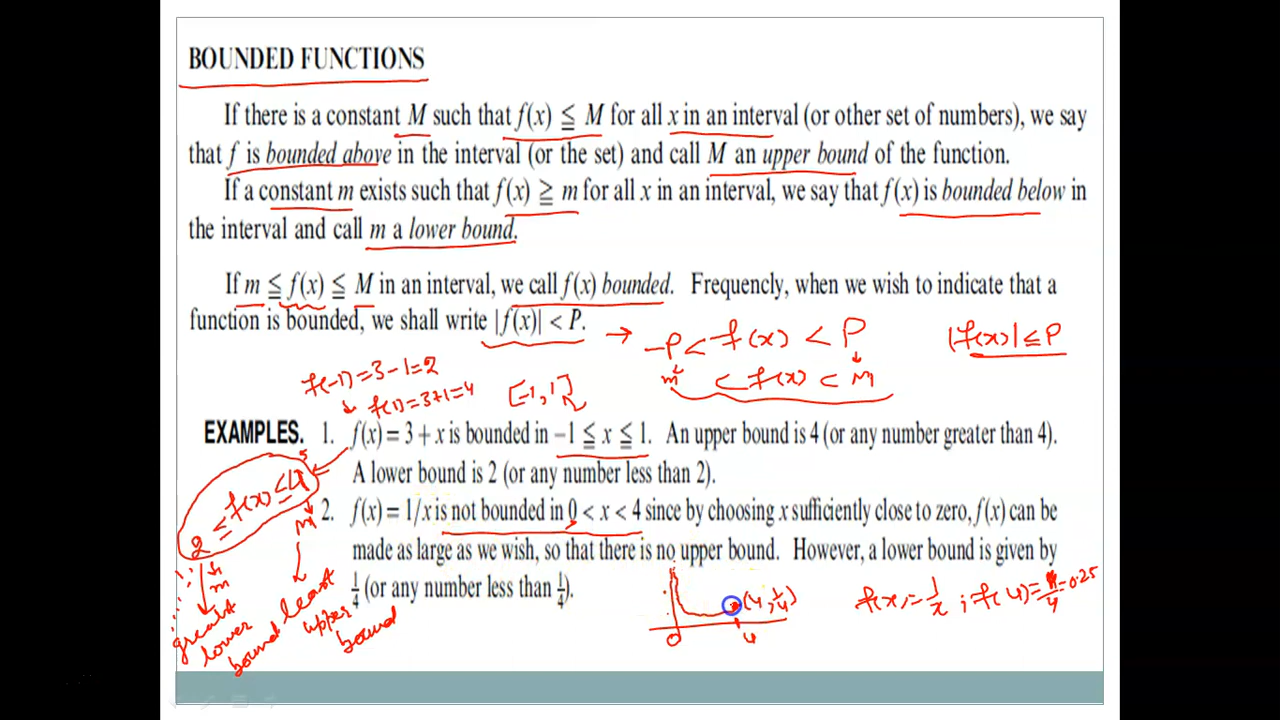 BOUNDED FUNCTIONS
If there is a constant M such that f(x) ≦ M for all x in an interval (or other set of numbers), we say
that f is bounded above in the interval (or the set) and call M an upper bound of the function.
If a constant m exists such that f(x) ≧ m for all x in an interval, we say that f(x) is bounded below in
the interval and call m a lower bound.
If m ≦ f(x) ≦ M in an interval, we call f(x) bounded. Frequencly, when we wish to indicate that a
function is bounded, we shall write |f(x)| < P.
→ -P < f(x) < P
|f(x)| ≤ P
m < f(x) < M
f(-1) = 3 - 1 = 2
f(1) = 3+1 = 4
[-1, 1]
EXAMPLES. 1. f(x) = 3 + x is bounded in −1 ≦ x ≦ 1. An upper bound is 4 (or any number greater than 4).
A lower bound is 2 (or any number less than 2).
2 ≤ f(x) ≤ 4
5
M
m
2. f(x) = 1/x is not bounded in 0 < x < 4 since by choosing x sufficiently close to zero, f(x) can be
made as large as we wish, so that there is no upper bound. However, a lower bound is given by
1/4 (or any number less than 1/4).
greatest
lower
bound
least
upper
bound
(4, 1/4)
0
4
f(x) = 1/x ; f(4) = 1/4 = 0.25